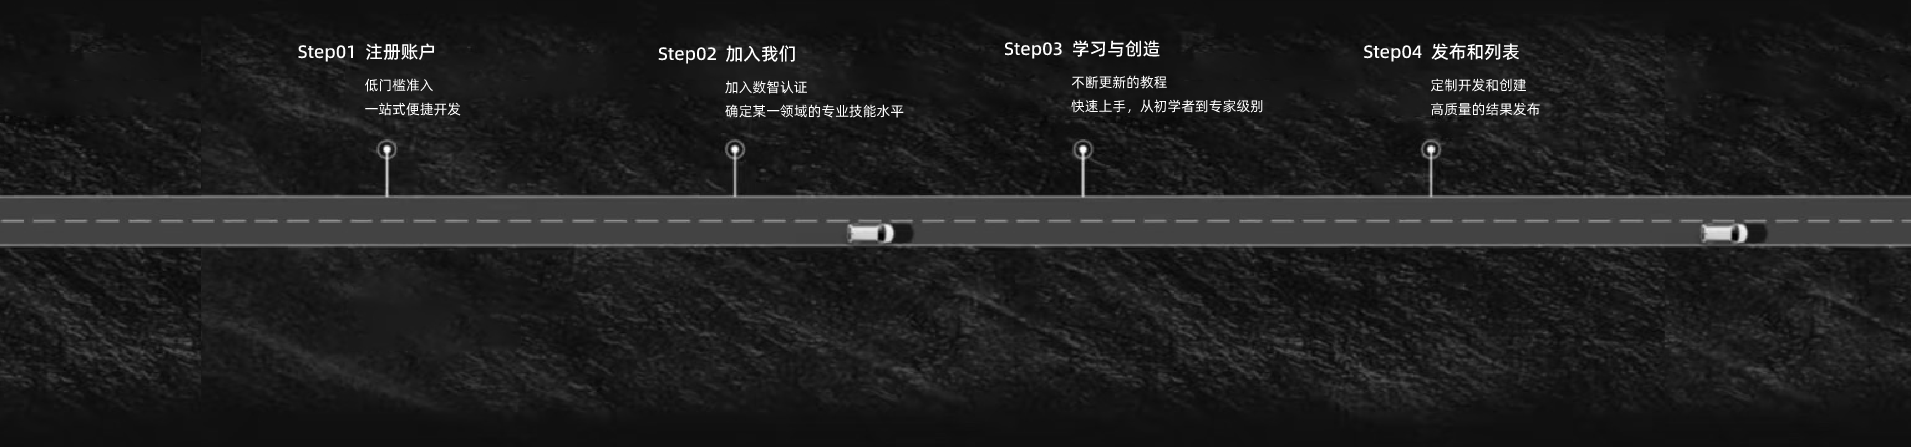 Step01 注册账户
低门槛准入
一站式便捷开发
Step02 加入我们
加入数智认证
确定某一领域的专业技能水平
Step03 学习与创造
不断更新的教程
快速上手，从初学者到专家级别
Step04 发布和列表
定制开发和创建
高质量的结果发布